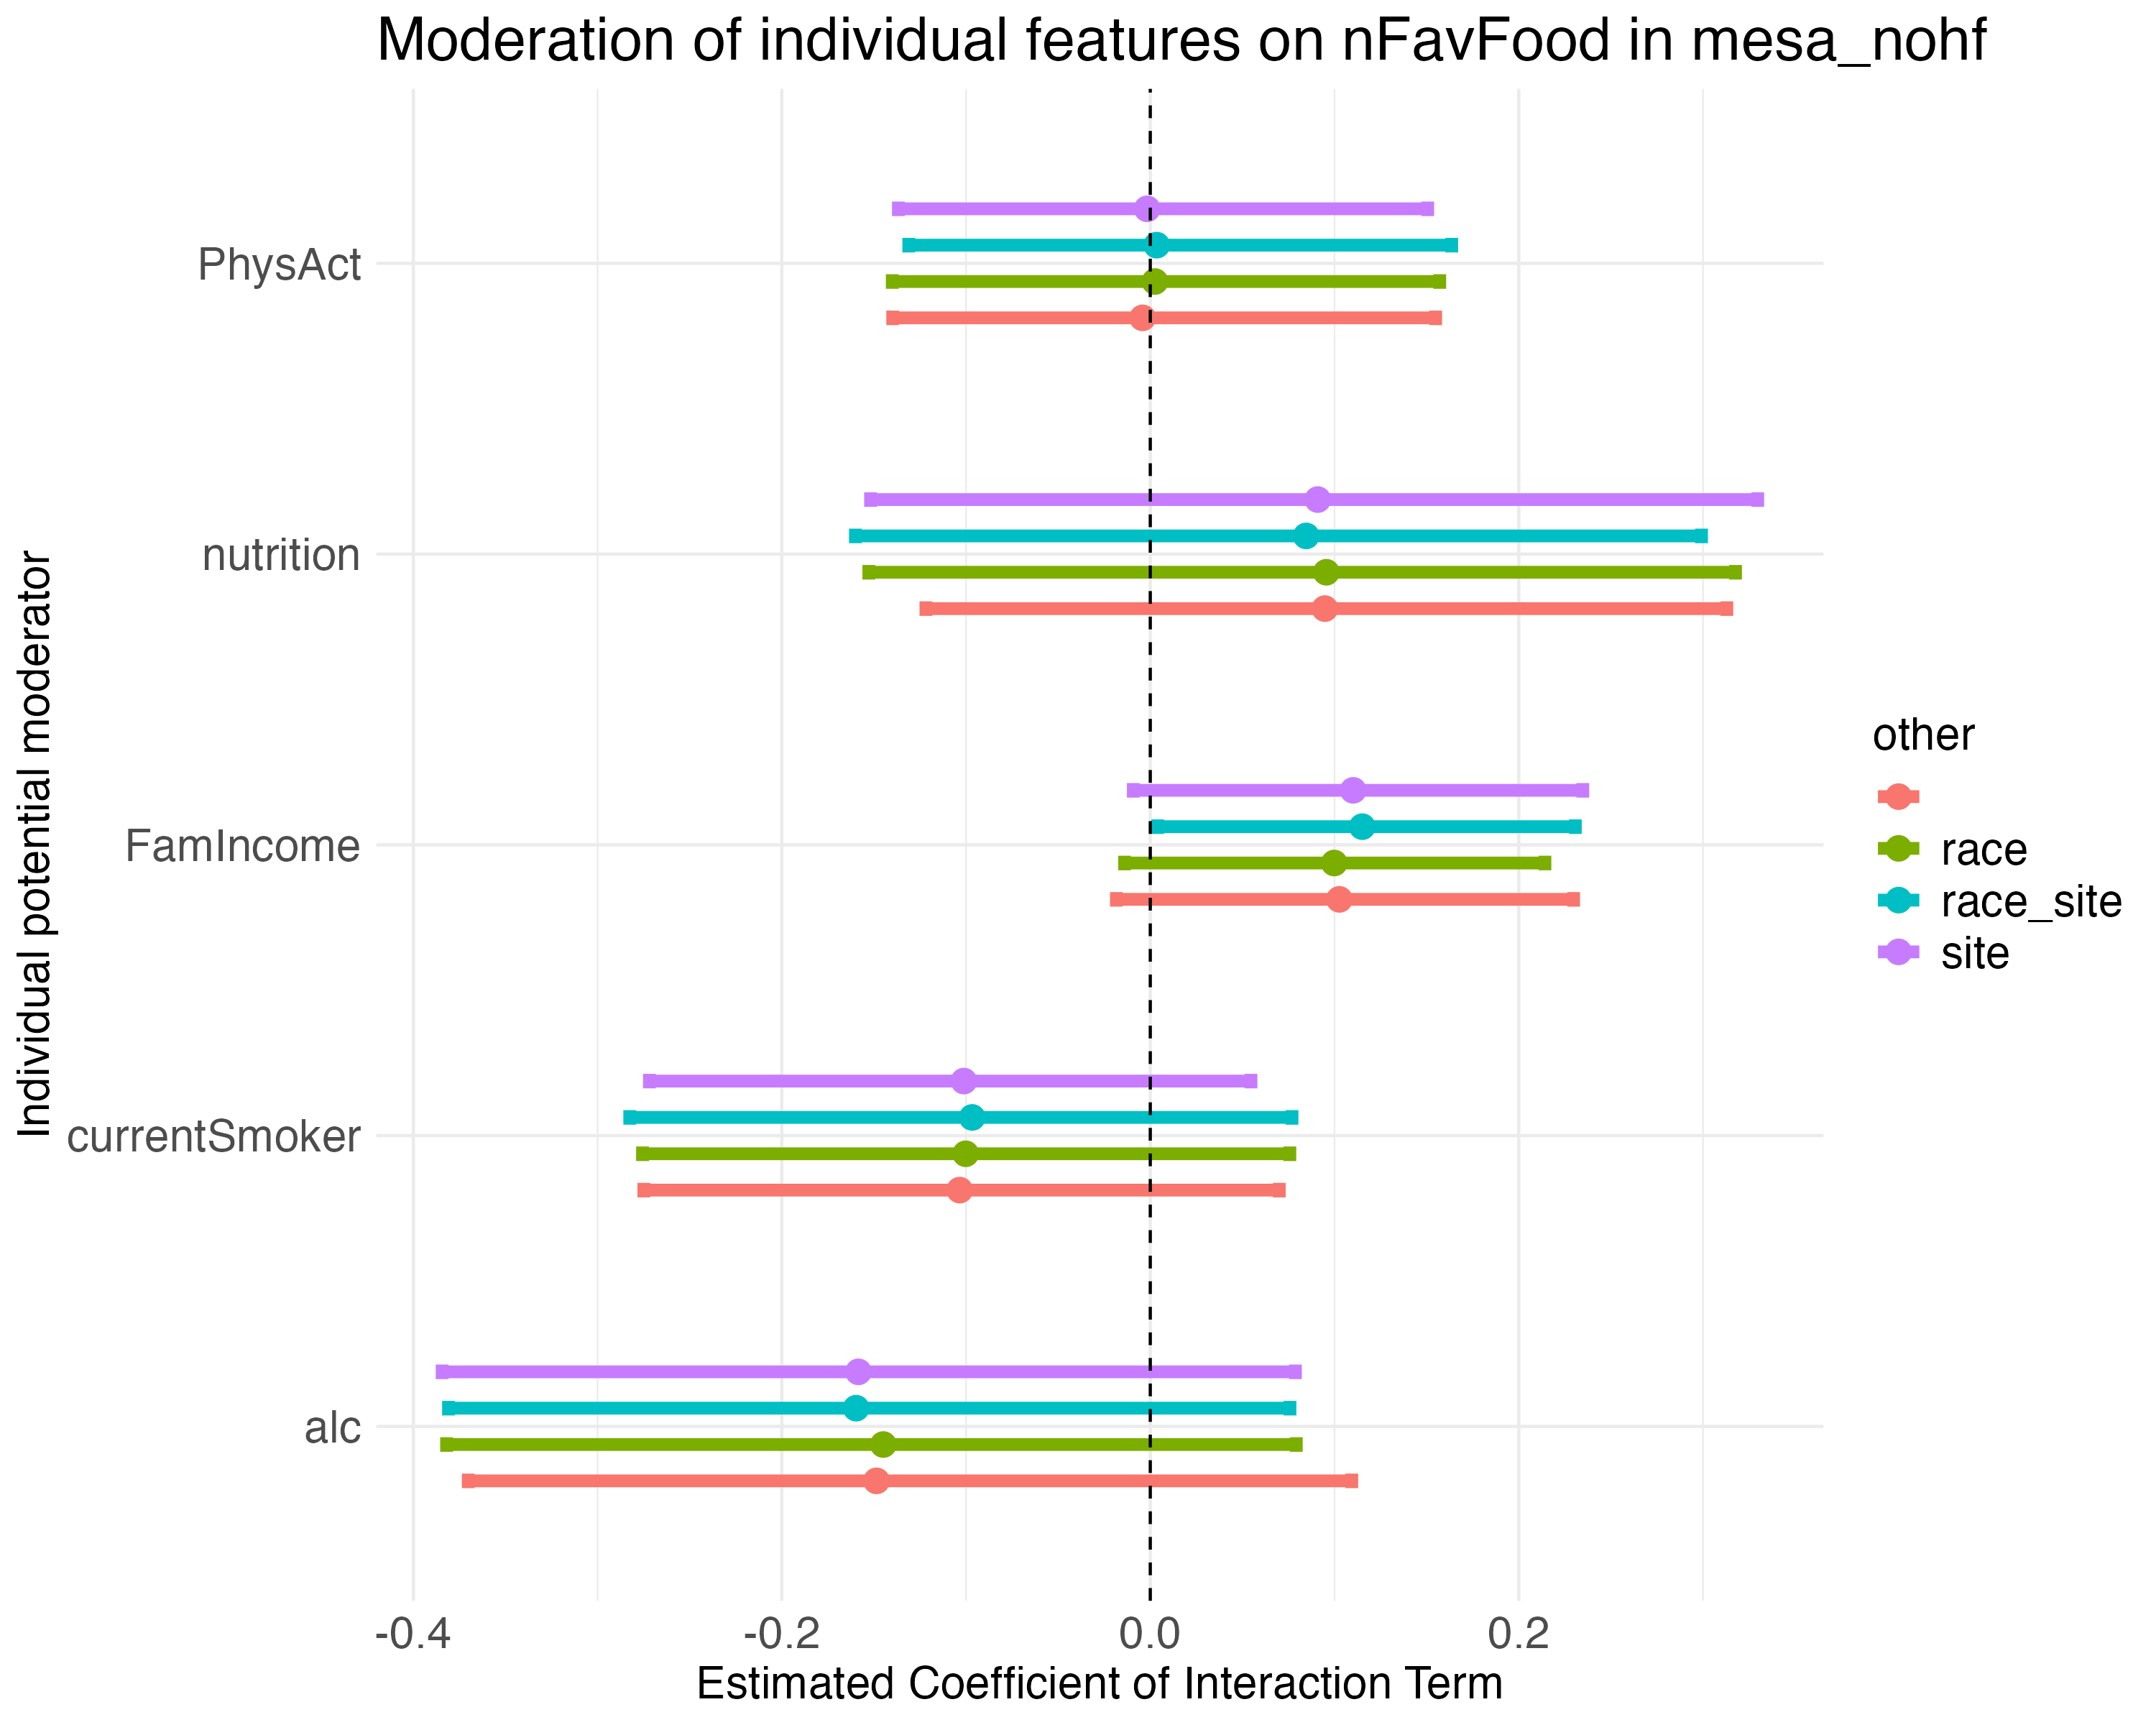 Moderation of individual features on nFavFood in mesa_nohf
Individual potential moderator
PhysAct
nutrition
FamIncome
currentSmoker
alc
-0.4
-0.2
0.0
0.2
Estimated Coefficient of Interaction Term
other
race
race_site
site